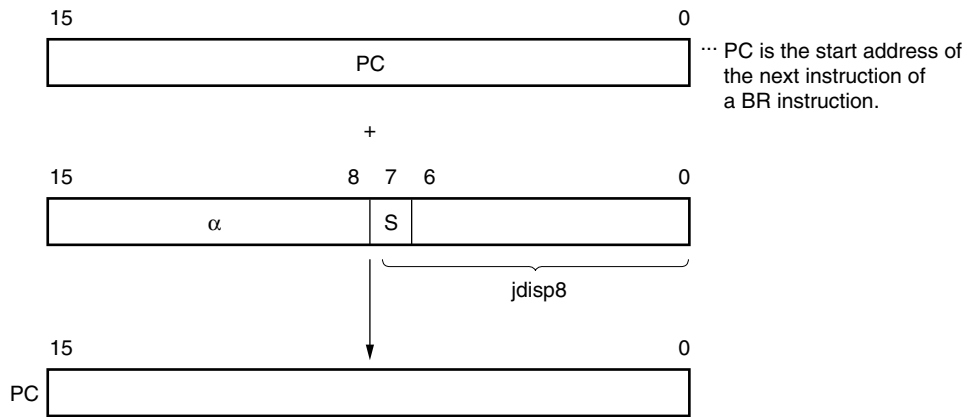 15 0
PC
... PC is the start address of
the next instruction of
a BR instruction.
+
15 8 7 6 0
α S
jdisp8
15 0
PC